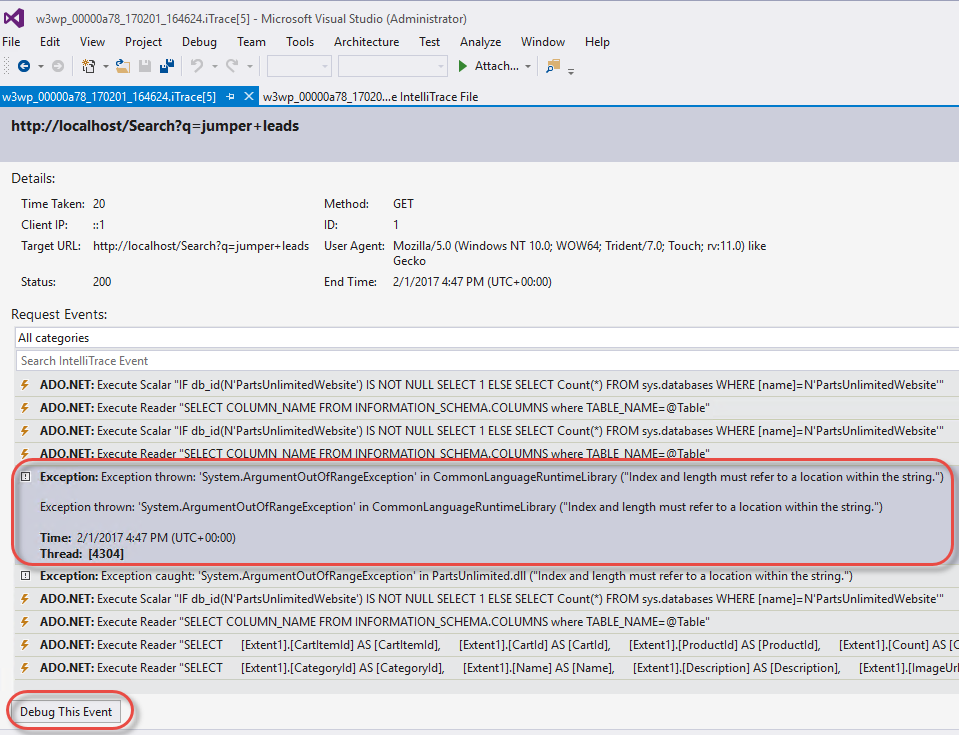 w3wp_00000a78_170201_164624.iTrace[5] - Microsoft Visual Studio (Administrator)
File Edit View Project Debug Team Tools Architecture Test Analyze Window Help
Attach...
w3wp_00000a78_170201_164624.iTrace[5] w3wp_00000a78_17020...e IntelliTrace File
http://localhost/Search?q=jumper+leads
Details:
Time Taken: 20 Method: GET
Client IP: ::1 ID: 1
Target URL: http://localhost/Search?q=jumper+leads User Agent: Mozilla/5.0 (Windows NT 10.0; WOW64; Trident/7.0; Touch; rv:11.0) like
Gecko
Status: 200 End Time: 2/1/2017 4:47 PM (UTC+00:00)
Request Events:
All categories
Search IntelliTrace Event
ADO.NET: Execute Scalar "IF db_id(N'PartsUnlimitedWebsite') IS NOT NULL SELECT 1 ELSE SELECT Count(*) FROM sys.databases WHERE [name]=N'PartsUnlimitedWebsite'"
ADO.NET: Execute Reader "SELECT COLUMN_NAME FROM INFORMATION_SCHEMA.COLUMNS where TABLE_NAME=@Table"
ADO.NET: Execute Scalar "IF db_id(N'PartsUnlimitedWebsite') IS NOT NULL SELECT 1 ELSE SELECT Count(*) FROM sys.databases WHERE [name]=N'PartsUnlimitedWebsite'"
ADO.NET: Execute Reader "SELECT COLUMN_NAME FROM INFORMATION_SCHEMA.COLUMNS where TABLE_NAME=@Table"
Exception: Exception thrown: 'System.ArgumentOutOfRangeException' in CommonLanguageRuntimeLibrary ("Index and length must refer to a location within the string.")
Exception thrown: 'System.ArgumentOutOfRangeException' in CommonLanguageRuntimeLibrary ("Index and length must refer to a location within the string.")
Time: 2/1/2017 4:47 PM (UTC+00:00)
Thread: [4304]
Exception: Exception caught: 'System.ArgumentOutOfRangeException' in PartsUnlimited.dll ("Index and length must refer to a location within the string.")
ADO.NET: Execute Scalar "IF db_id(N'PartsUnlimitedWebsite') IS NOT NULL SELECT 1 ELSE SELECT Count(*) FROM sys.databases WHERE [name]=N'PartsUnlimitedWebsite'"
ADO.NET: Execute Reader "SELECT COLUMN_NAME FROM INFORMATION_SCHEMA.COLUMNS where TABLE_NAME=@Table"
ADO.NET: Execute Reader "SELECT [Extent1].[CartItemId] AS [CartItemId], [Extent1].[CartId] AS [CartId], [Extent1].[ProductId] AS [ProductId], [Extent1].[Count] AS [C
ADO.NET: Execute Reader "SELECT [Extent1].[CategoryId] AS [CategoryId], [Extent1].[Name] AS [Name], [Extent1].[Description] AS [Description], [Extent1].[ImageUrl
Debug This Event